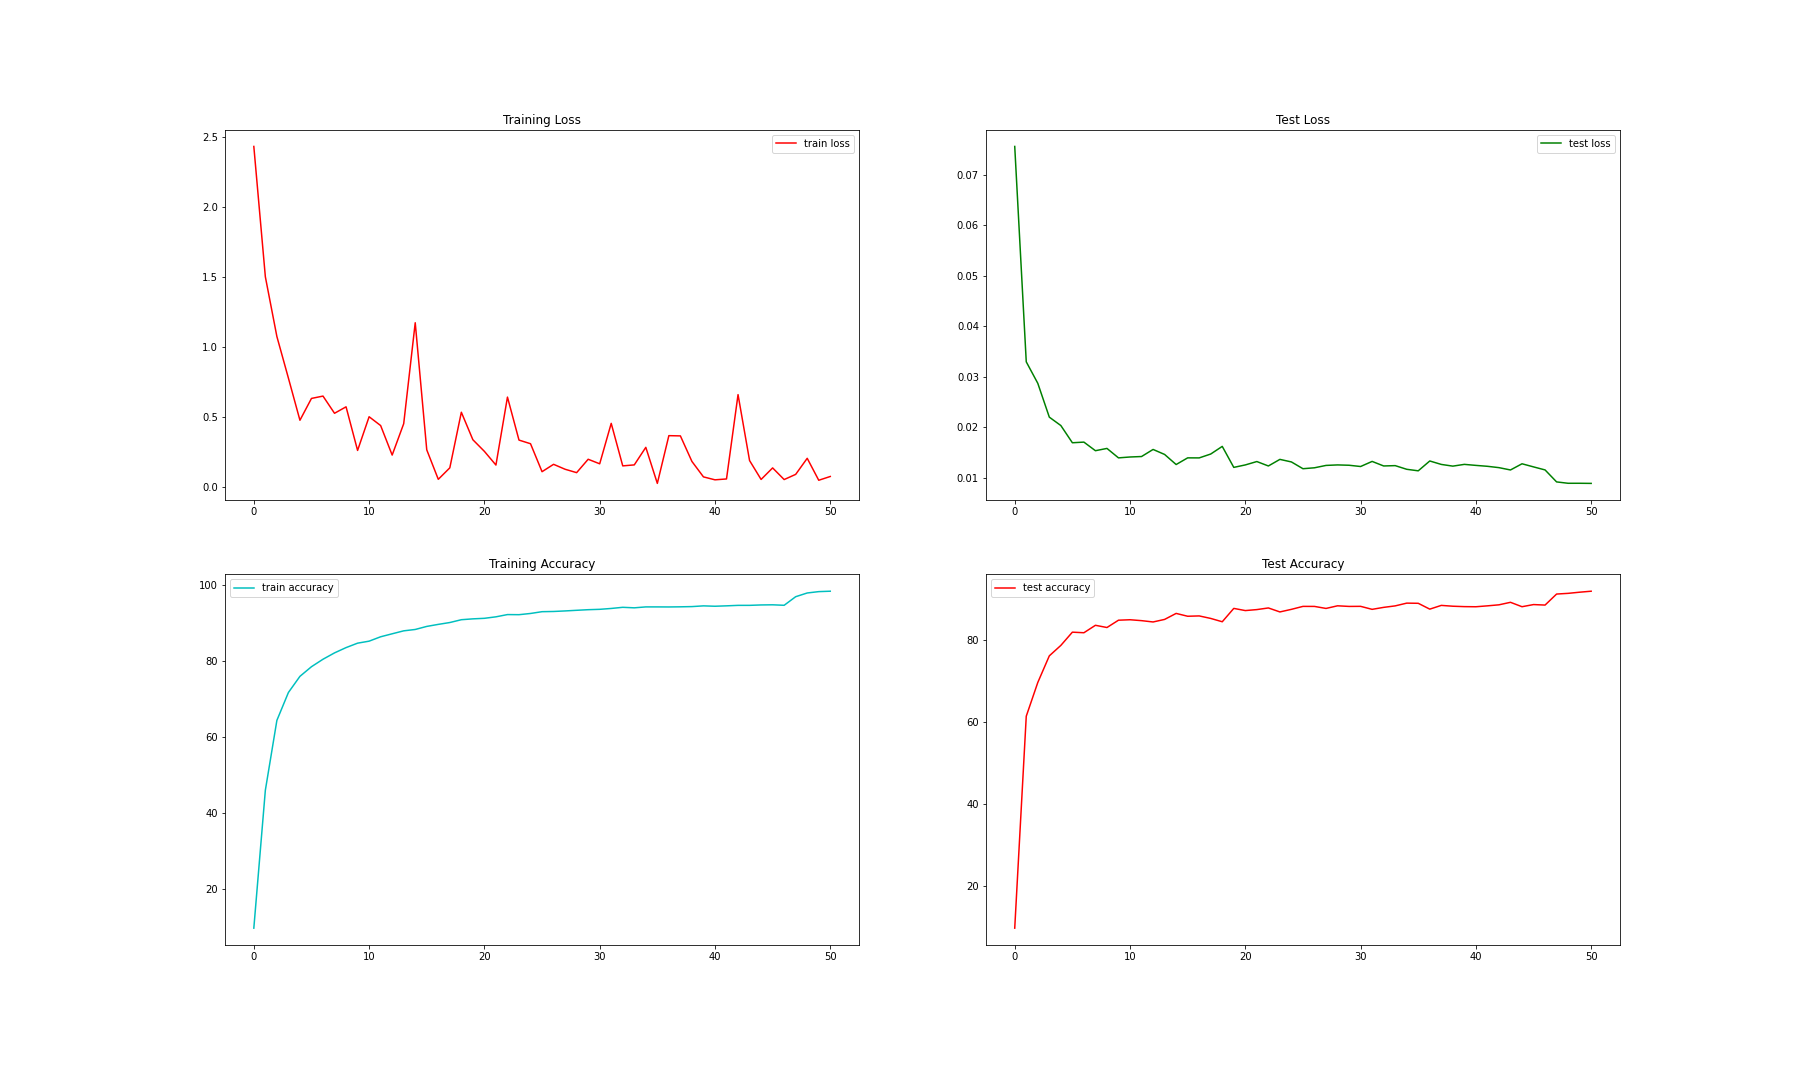 Training Loss
train loss
2.5
2.0
1.5
1.0
0.5
0.0
0 10 20 30 40 50
Test Loss
test loss
0.07
0.06
0.05
0.04
0.03
0.02
0.01
0 10 20 30 40 50
Training Accuracy
train accuracy
100
80
60
40
20
0 10 20 30 40 50
Test Accuracy
test accuracy
80
60
40
20
0 10 20 30 40 50